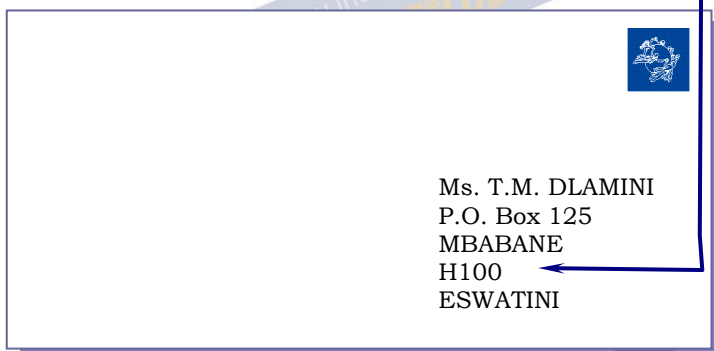 Ms. T.M. DLAMINI
P.O. Box 125
MBABANE
H100
ESWATINI